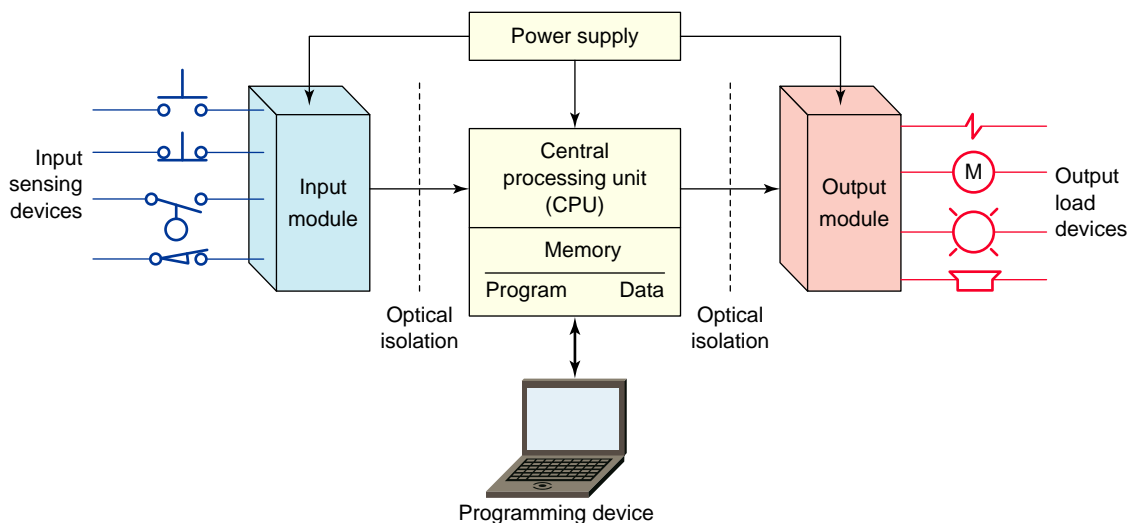 Power supply
Input
sensing
devices
Input
module
Central
processing
unit
(CPU)
Memory
Program Data
Optical
isolation
Optical
isolation
Output
module
M
Output
load
devices
Programming device